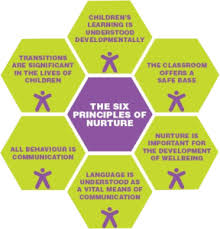 CHILDREN'S
LEARNING IS
UNDERSTOOD
DEVELOPMENTALLY
THE CLASSROOM
OFFERS A
SAFE BASE
NURTURE IS
IMPORTANT FOR
THE DEVELOPMENT
OF WELLBEING
LANGUAGE IS
UNDERSTOOD AS
A VITAL MEANS OF
COMMUNICATION
ALL BEHAVIOUR IS
COMMUNICATION
TRANSITIONS
ARE SIGNIFICANT
IN THE LIVES OF
CHILDREN
THE SIX
PRINCIPLES OF
NURTURE